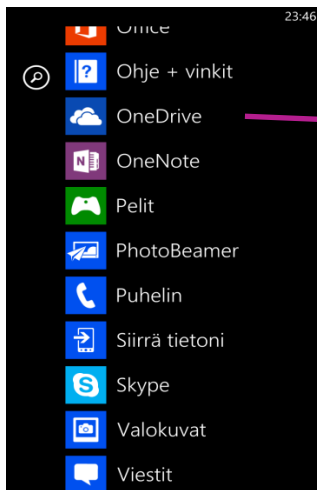 23:46
Office
Ohje + vinkit
OneDrive
OneNote
Pelit
PhotoBeamer
Puhelin
Siirrä tietoni
Skype
Valokuvat
Viestit